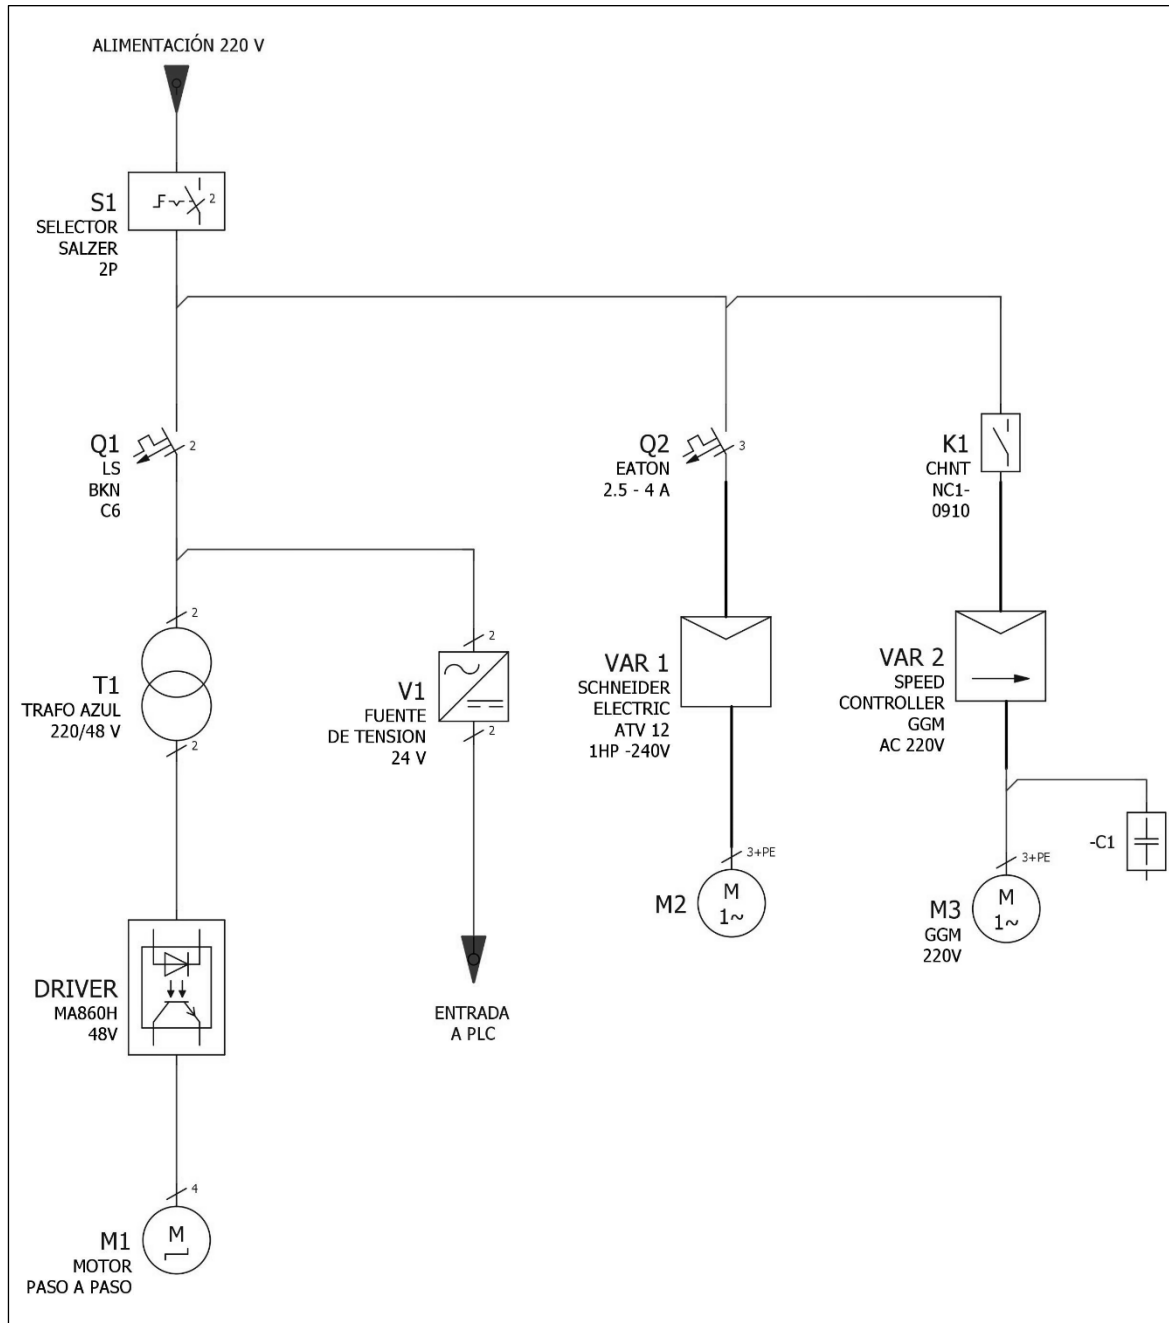 ALIMENTACIÓN 220 V
2
S1
SELECTOR
SALZER
2P
Q1
LS
BKN
C6
2
Q2
EATON
2.5 - 4 A
3
K1
CHNT
NC1-
0910
2
T1
TRAFO AZUL
220/48 V
2
2
V1
FUENTE
DE TENSION
24 V
2
VAR 1
SCHNEIDER
ELECTRIC
ATV 12
1HP -240V
VAR 2
SPEED
CONTROLLER
GGM
AC 220V
-C1
3+PE
M2
M
1~
3+PE
M3
GGM
220V
M
1~
DRIVER
MA860H
48V
ENTRADA
A PLC
4
M1
MOTOR
PASO A PASO
M